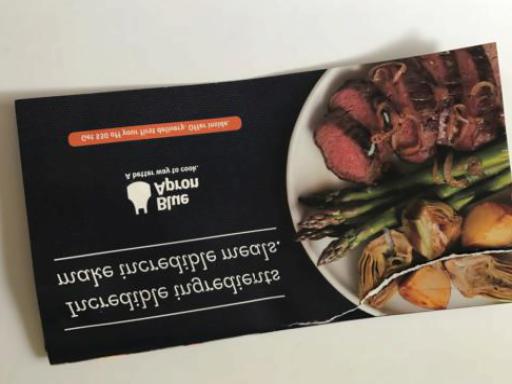 Incredible ingredients
make incredible meals.
Blue
Apron
A better way to cook.
Get $30 off your first delivery. Offer inside.